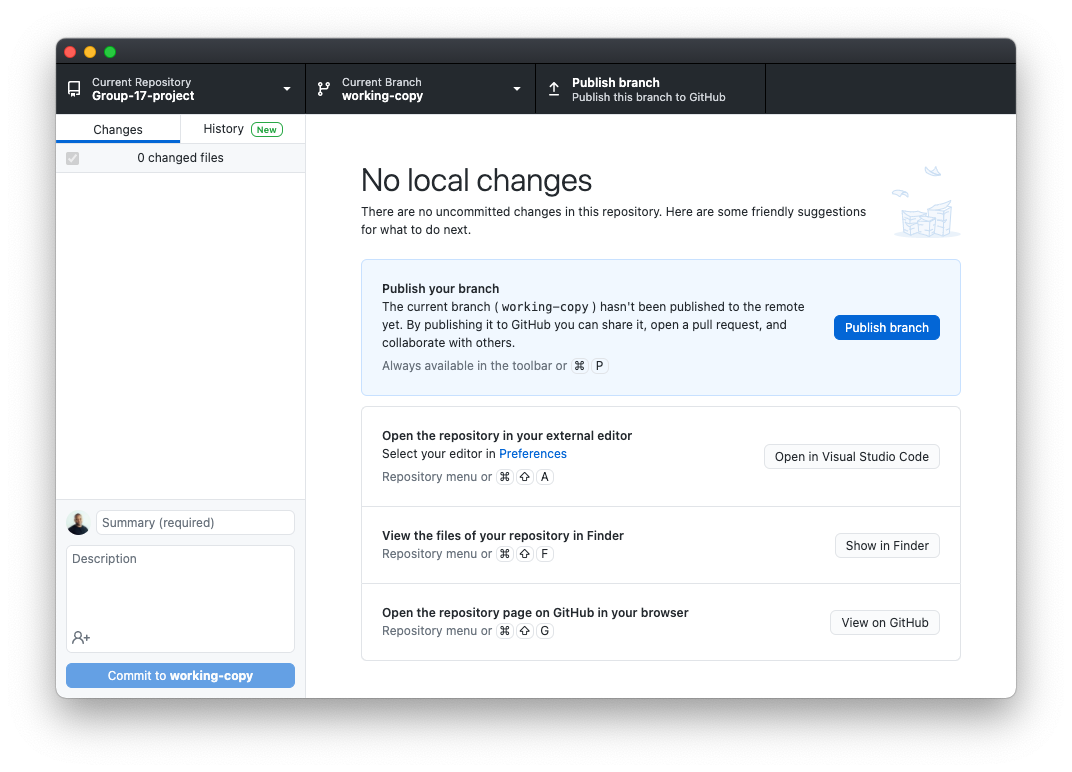 Current Repository
Group-17-project
Current Branch
working-copy
Publish branch
Publish this branch to GitHub
Changes
History New
0 changed files
No local changes
There are no uncommitted changes in this repository. Here are some friendly suggestions
for what to do next.
Publish your branch
The current branch ( working-copy ) hasn't been published to the remote
yet. By publishing it to GitHub you can share it, open a pull request, and
collaborate with others.
Always available in the toolbar or ⌘ P
Publish branch
Open the repository in your external editor
Select your editor in Preferences
Repository menu or ⌘ ⇧ A
Open in Visual Studio Code
View the files of your repository in Finder
Repository menu or ⌘ ⇧ F
Show in Finder
Open the repository page on GitHub in your browser
Repository menu or ⌘ ⇧ G
View on GitHub
Summary (required)
Description
Commit to working-copy